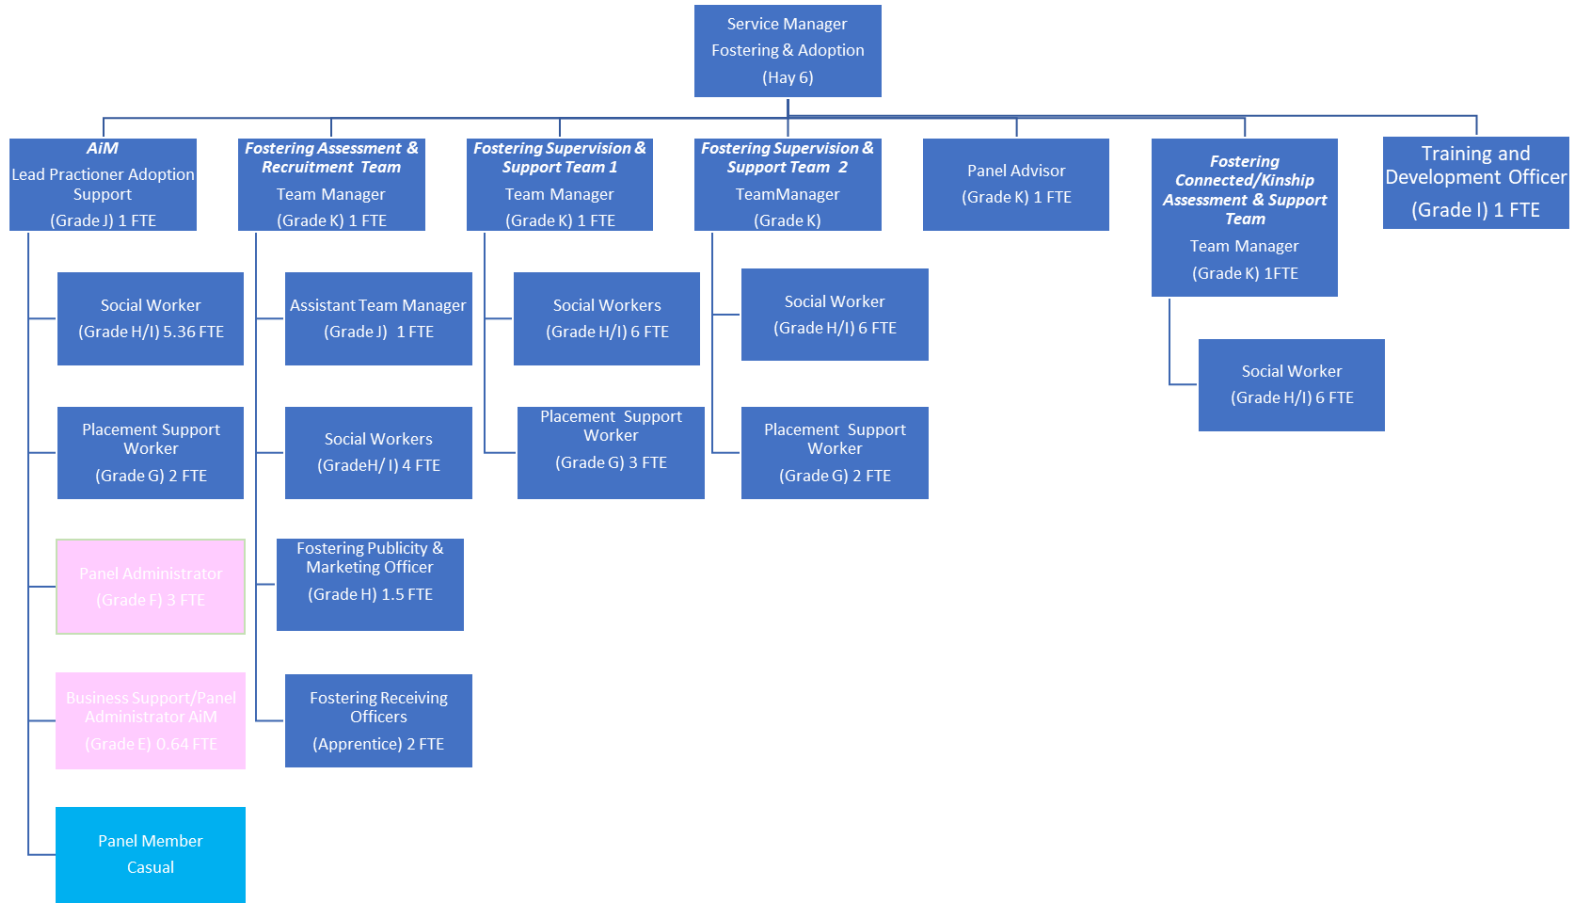 Service Manager
Fostering & Adoption
(Hay 6)
AiM
Lead Practioner Adoption
Support
(Grade J) 1 FTE
Social Worker
(Grade H/I) 5.36 FTE
Placement Support
Worker
(Grade G) 2 FTE
Panel Administrator
(Grade F) 3 FTE
Business Support/Panel
Administrator AiM
(Grade E) 0.64 FTE
Panel Member
Casual
Fostering Assessment &
Recruitment Team
Team Manager
(Grade K) 1 FTE
Assistant Team Manager
(Grade J) 1 FTE
Social Workers
(GradeH/ I) 4 FTE
Fostering Publicity &
Marketing Officer
(Grade H) 1.5 FTE
Fostering Receiving
Officers
(Apprentice) 2 FTE
Fostering Supervision &
Support Team 1
Team Manager
(Grade K) 1 FTE
Social Workers
(Grade H/I) 6 FTE
Placement Support
Worker
(Grade G) 3 FTE
Fostering Supervision &
Support Team 2
TeamManager
(Grade K)
Social Worker
(Grade H/I) 6 FTE
Placement Support
Worker
(Grade G) 2 FTE
Panel Advisor
(Grade K) 1 FTE
Fostering
Connected/Kinship
Assessment & Support
Team
Team Manager
(Grade K) 1FTE
Social Worker
(Grade H/I) 6 FTE
Training and
Development Officer
(Grade I) 1 FTE